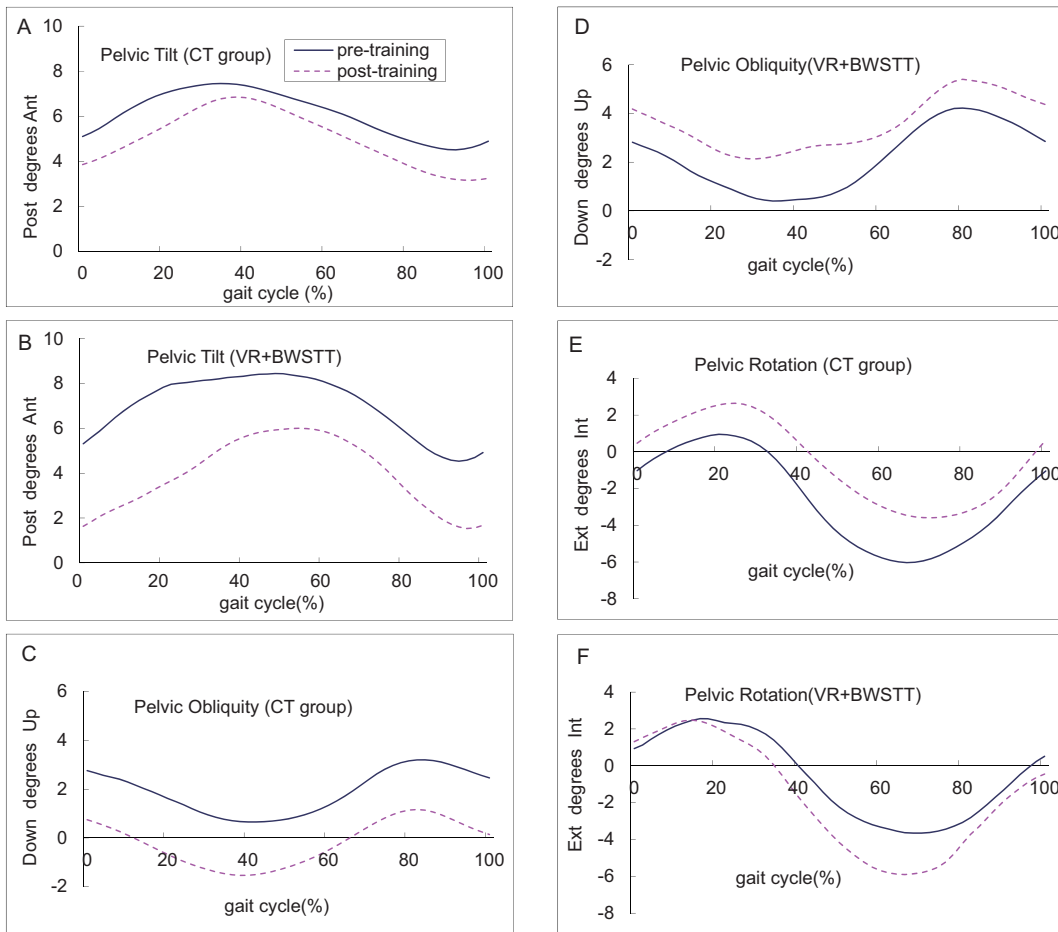 A
Pelvic Tilt (CT group)
pre-training
post-training
Post degrees Ant
10
8
6
4
2
0
0 20 40 60 80 100
gait cycle (%)
B
Pelvic Tilt (VR+BWSTT)
Post degrees Ant
10
8
6
4
2
0
0 20 40 60 80 100
gait cycle(%)
C
Pelvic Obliquity (CT group)
Down degrees Up
6
4
2
0
-2
0 20 40 60 80 100
gait cycle(%)
D
Pelvic Obliquity(VR+BWSTT)
Down degrees Up
6
4
2
0
-2
0 20 40 60 80 100
gait cycle(%)
E
Pelvic Rotation (CT group)
Ext degrees Int
4
2
0
-2
-4
-6
-8
0 20 40 60 80 100
gait cycle(%)
F
Pelvic Rotation(VR+BWSTT)
Ext degrees Int
4
2
0
-2
-4
-6
-8
0 20 40 60 80 100
gait cycle(%)